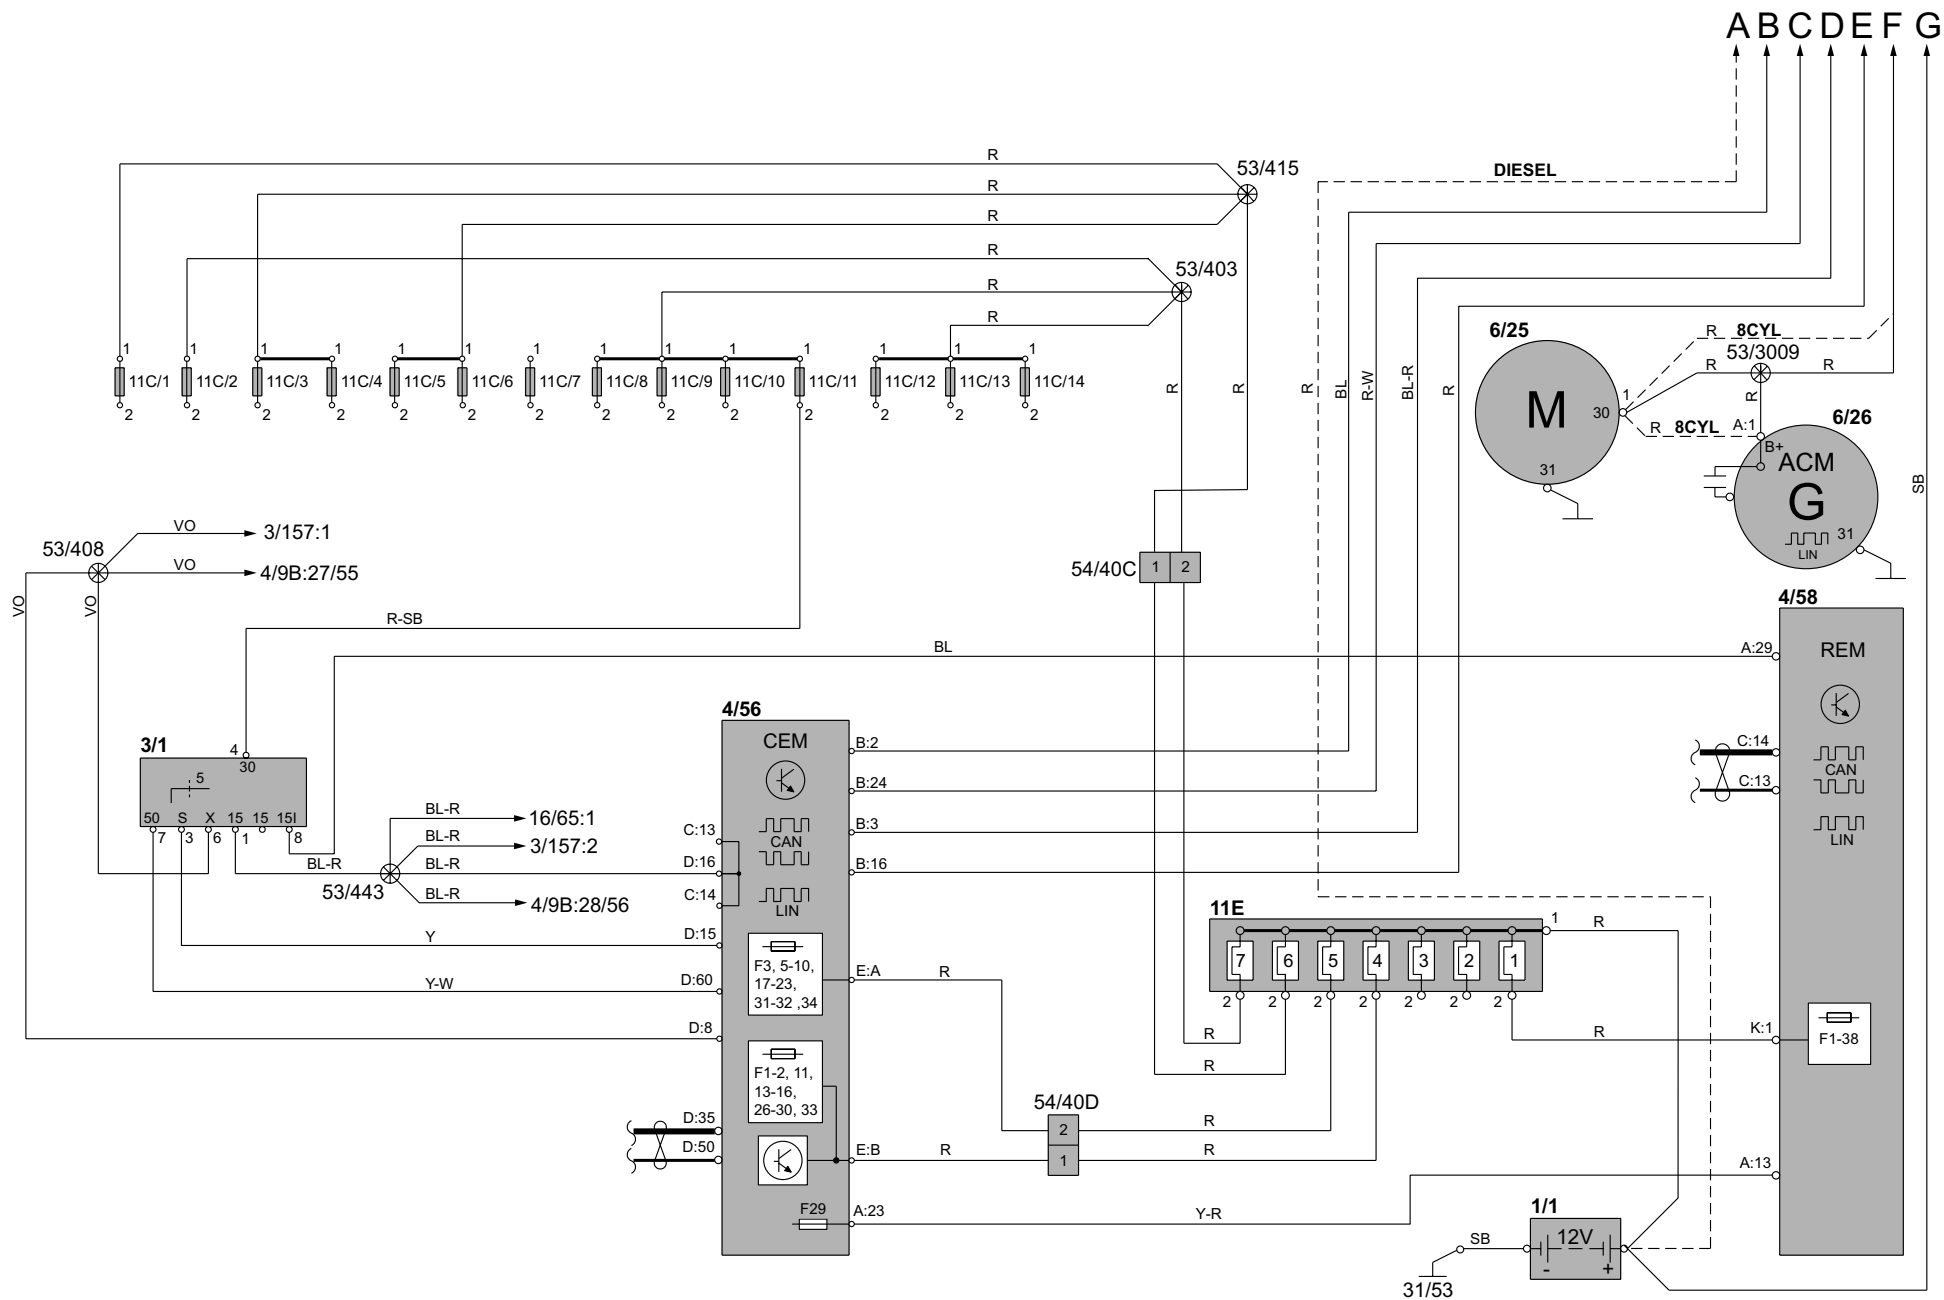 A B C D E F G
R
53/415
DIESEL
R
R
R
53/403
R
R
1 1 1 1 1 1 1 1 1 1 1 1 1 1
11C/1 11C/2 11C/3 11C/4 11C/5 11C/6 11C/7 11C/8 11C/9 11C/10 11C/11 11C/12 11C/13 11C/14
2 2 2 2 2 2 2 2 2 2 2 2 2 2
R R R BL R-W BL-R R
6/25
R 8CYL
53/3009
R R
R
1
M
30
31
R 8CYL A:1
6/26
B+
ACM
G
31
LIN
SB
VO 3/157:1
53/408
VO 4/9B:27/55
VO VO
54/40C 1 2
R-SB
BL
4/58
A:29
REM
C:14
CAN
C:13
LIN
3/1
4
30
5
50 S X 15 15 15I
7 3 6 1 8
BL-R 16/65:1
BL-R 3/157:2
BL-R BL-R
53/443
BL-R 4/9B:28/56
4/56
CEM
B:2
B:24
C:13
CAN
B:3
D:16
B:16
C:14
LIN
Y D:15
F3, 5-10,
17-23,
31-32 ,34
E:A R
Y-W D:60
D:8
F1-2, 11,
13-16,
26-30, 33
D:35
D:50
E:B R
F29
A:23
Y-R
11E
1 R
7 6 5 4 3 2 1
2 2 2 2 2 2 2
R
R
R K:1
F1-38
54/40D
2 R
1 R
A:13
1/1
SB
12V
- +
31/53